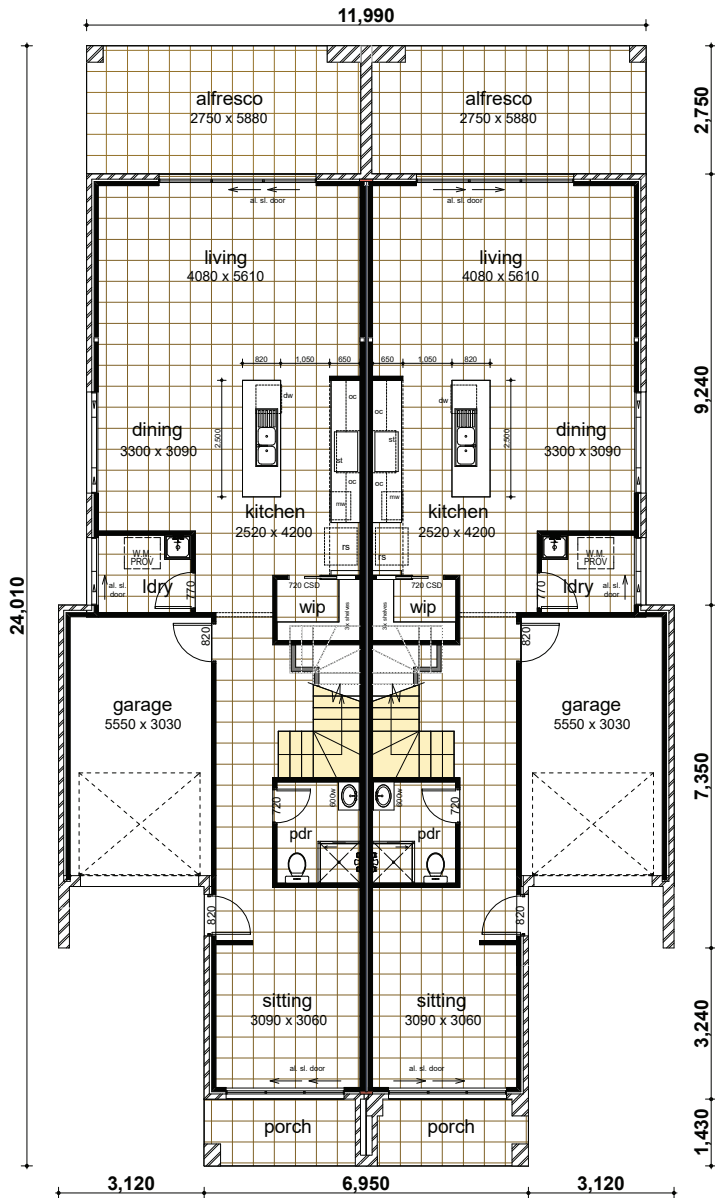 11,990
alfresco
2750 x 5880
alfresco
2750 x 5880
2,750
al. sl. door
al. sl. door
living
4080 x 5610
living
4080 x 5610
820
1,050
650
650
1,050
820
9,240
dw
oc
oc
dw
dining
3300 x 3090
2,500
st
st
2,500
dining
3300 x 3090
oc
oc
mw
mw
kitchen
2520 x 4200
kitchen
2520 x 4200
rs
rs
W.M.
PROV
W.M.
PROV
al. sl.
door
ldry
770
720 CSD
720 CSD
770
ldry
al. sl.
door
wip
3x shelves
3x shelves
wip
24,010
820
820
garage
5550 x 3030
garage
5550 x 3030
7,350
720
600w
600w
720
pdr
pdr
820
820
sitting
3090 x 3060
sitting
3090 x 3060
3,240
al. sl. door
al. sl. door
porch
porch
1,430
3,120
6,950
3,120